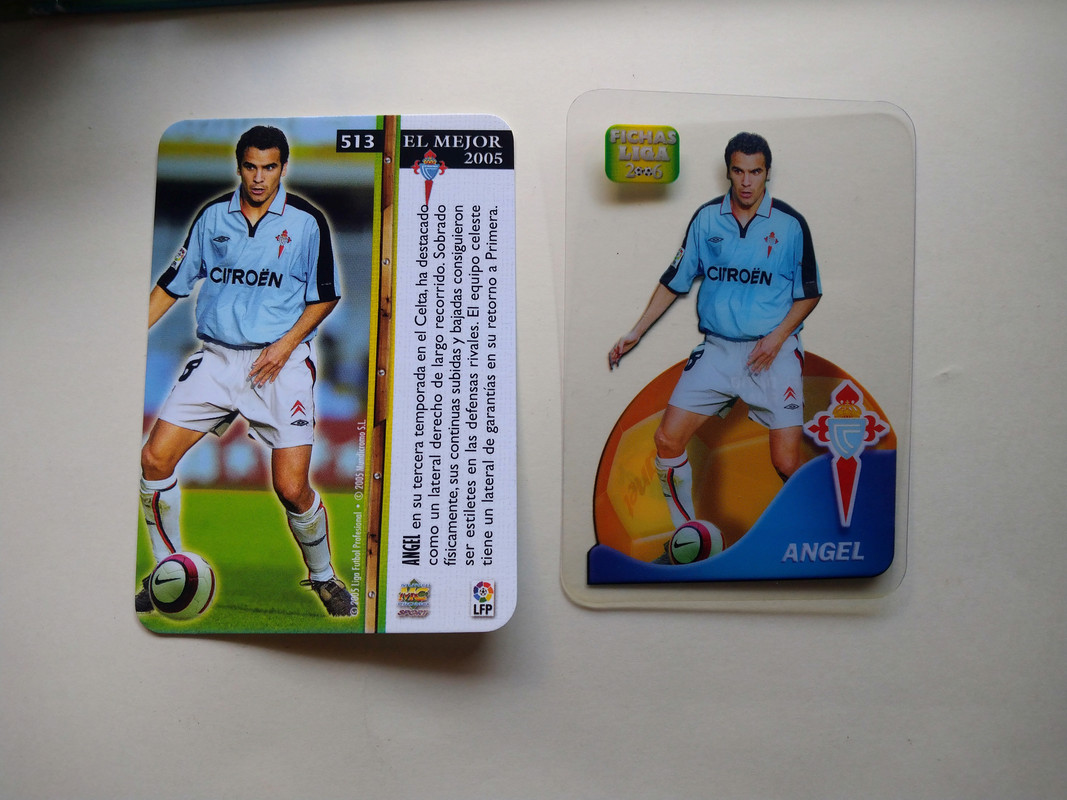 513
EL MEJOR
2005
CITROËN
8
ANGEL en su tercera temporada en el Celta, ha destacado
como un lateral derecho de largo recorrido. Sobrado
físicamente, sus continuas subidas y bajadas consiguieron
ser estiletes en las defensas rivales. El equipo celeste
tiene un lateral de garantías en su retorno a Primera.
© 2005 Liga Futbol Profesional • © 2005 Mundicromo S.L.
LFP
FICHAS
LIGA
2006
CITROËN
8
ANGEL